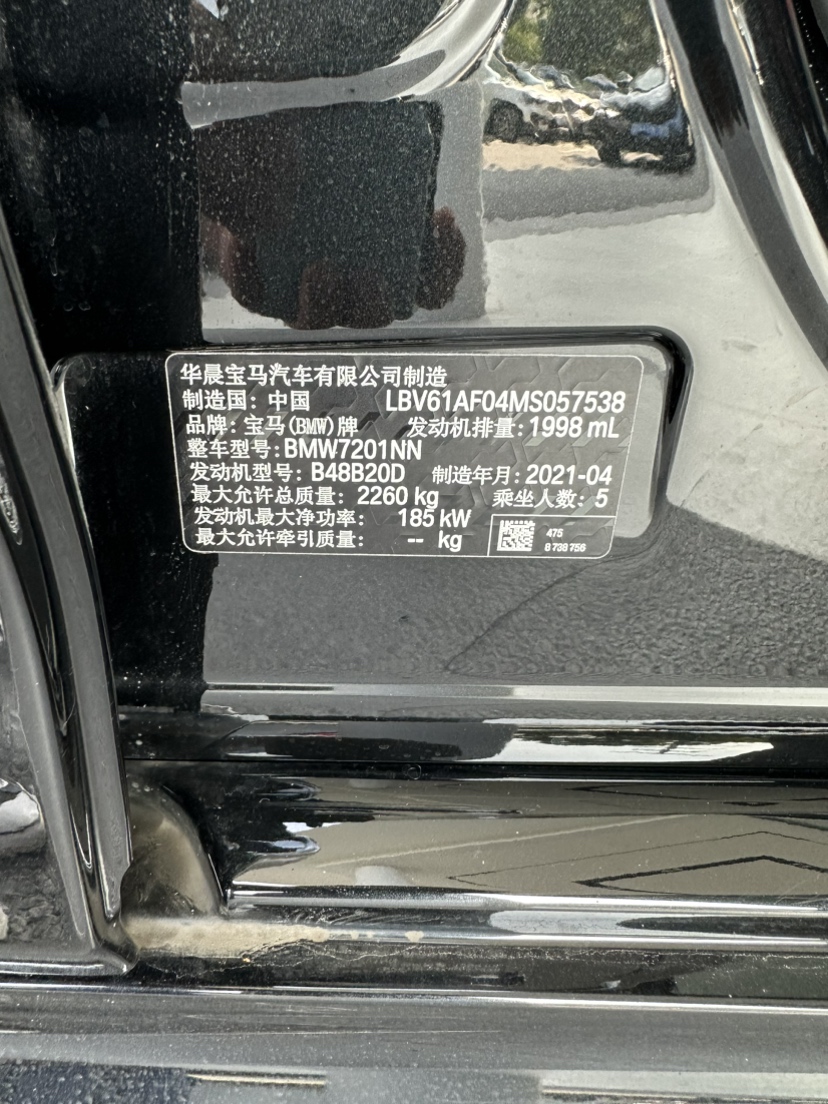 华晨宝马汽车有限公司制造
制造国：中国 LBV61AF04MS057538
品牌：宝马(BMW)牌 发动机排量：1998 mL
整车型号：BMW7201NN
发动机型号：B48B20D 制造年月：2021-04
最大允许总质量：2260 kg 乘坐人数：5
发动机最大净功率：185 kW
最大允许牵引质量：-- kg
475
8 738 756